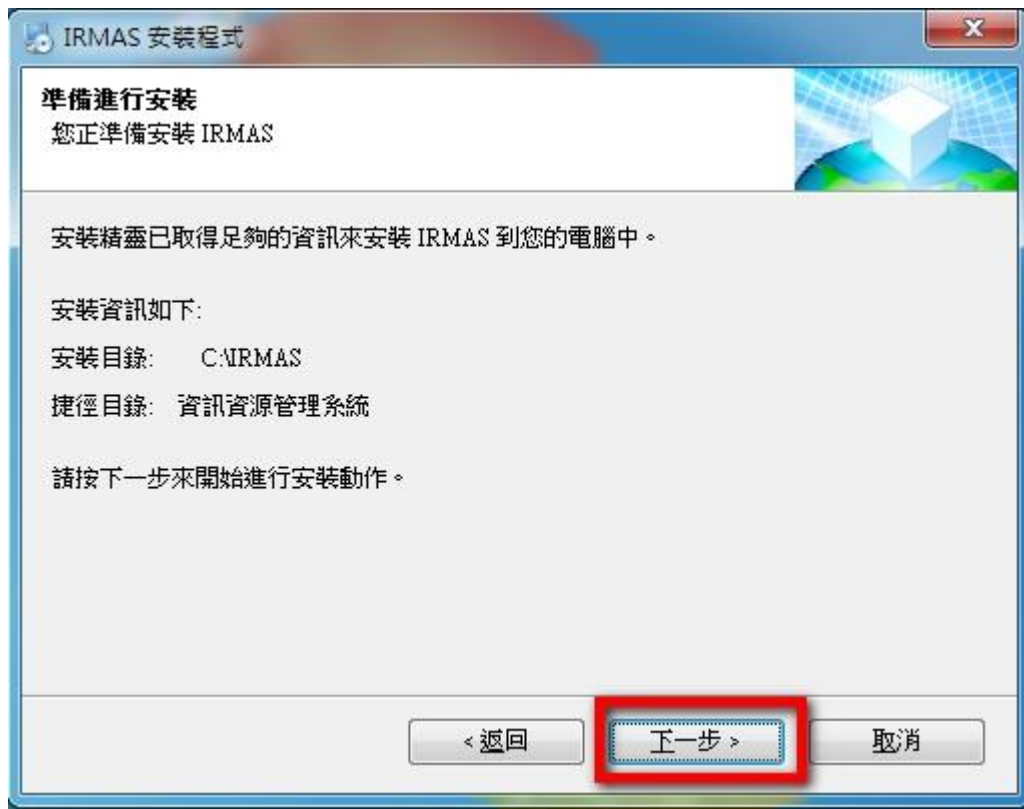 IRMAS 安裝程式
準備進行安裝
您正準備安裝 IRMAS
安裝精靈已取得足夠的資訊來安裝 IRMAS 到您的電腦中。
安裝資訊如下:
安裝目錄: C:\IRMAS
捷徑目錄: 資訊資源管理系統
請按下一步來開始進行安裝動作。
<返回 下一步> 取消